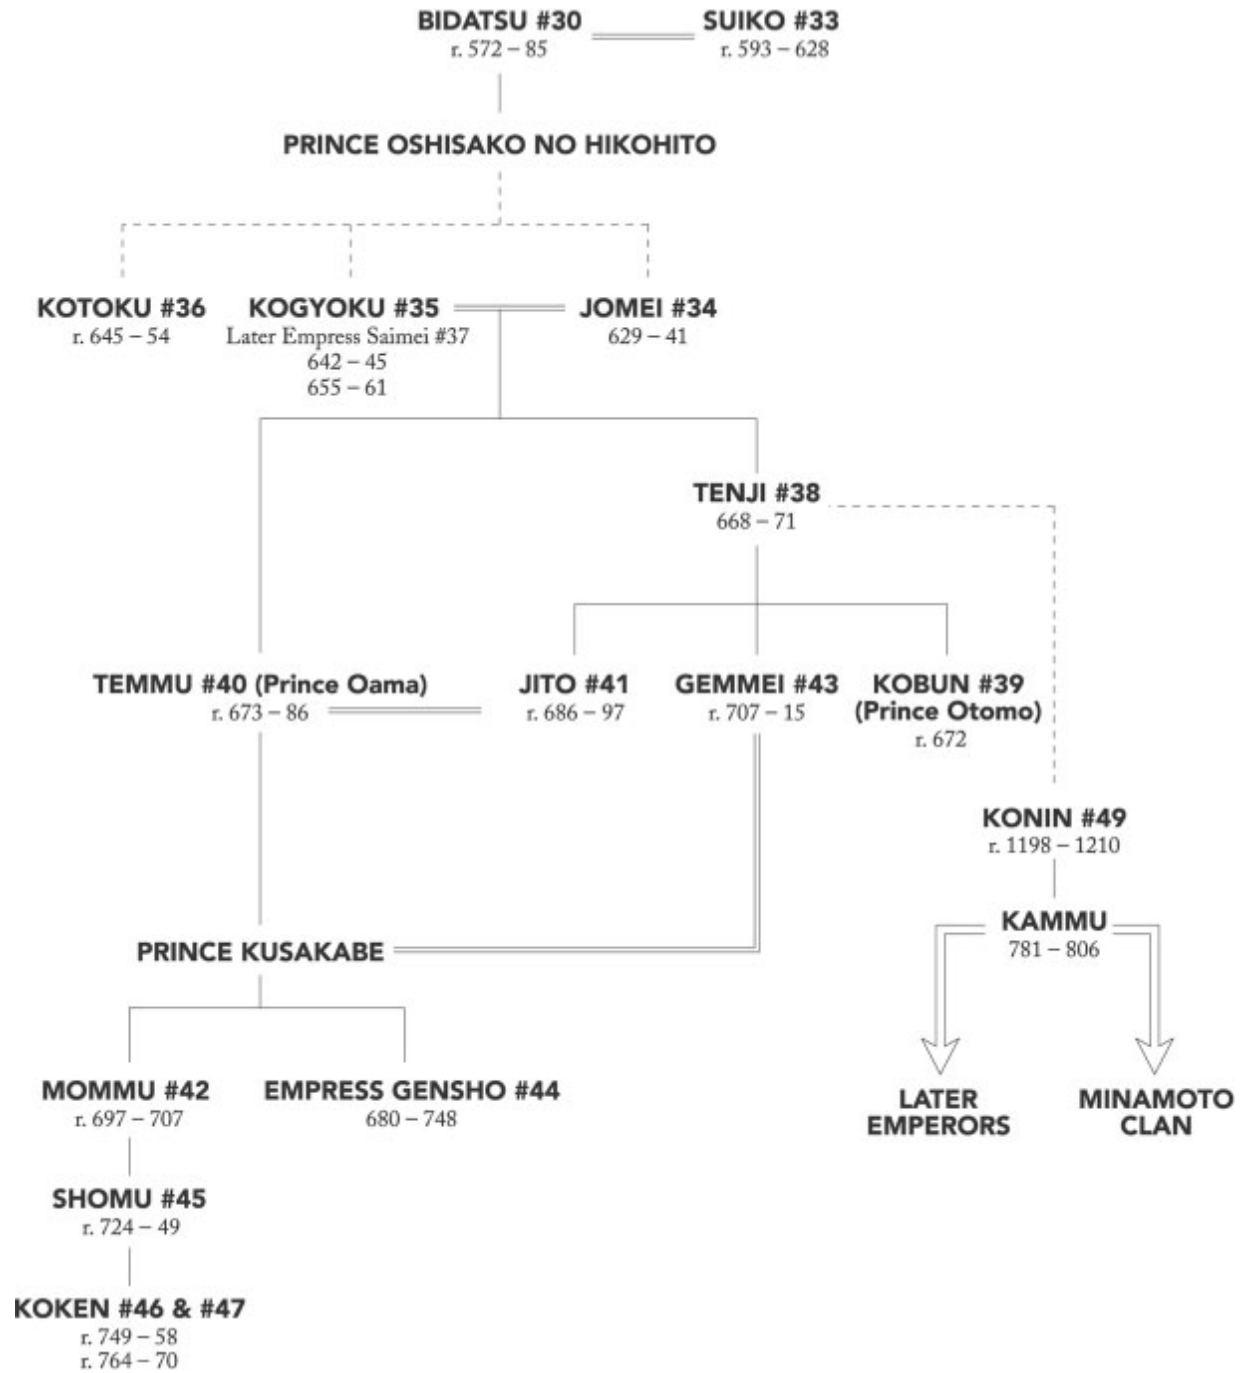 BIDATSU #30
r. 572 – 85
SUIKO #33
r. 593 – 628
PRINCE OSHISAKO NO HIKOHITO
KOTOKU #36
r. 645 – 54
KOGYOKU #35
Later Empress Saimei #37
642 – 45
655 – 61
JOMEI #34
629 – 41
TENJI #38
668 – 71
TEMMU #40 (Prince Oama)
r. 673 – 86
JITO #41
r. 686 – 97
GEMMEI #43
r. 707 – 15
KOBUN #39
(Prince Otomo)
r. 672
KONIN #49
r. 1198 – 1210
KAMMU
781 – 806
PRINCE KUSAKABE
MOMMU #42
r. 697 – 707
EMPRESS GENSHO #44
680 – 748
LATER
EMPERORS
MINAMOTO
CLAN
SHOMU #45
r. 724 – 49
KOKEN #46 & #47
r. 749 – 58
r. 764 – 70